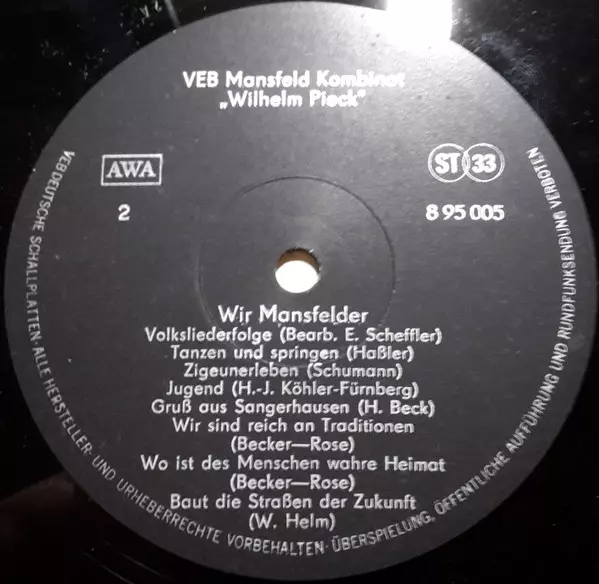 VEB Mansfeld Kombinat
„Wilhelm Pieck“
AWA
ST 33
2
8 95 005
Wir Mansfelder
Volksliederfolge (Bearb. E. Scheffler)
Tanzen und springen (Haßler)
Zigeunerleben (Schumann)
Jugend (H.-J. Köhler-Fürnberg)
Gruß aus Sangerhausen (H. Beck)
Wir sind reich an Traditionen
(Becker—Rose)
Wo ist des Menschen wahre Heimat
(Becker—Rose)
Baut die Straßen der Zukunft
(W. Helm)
VEB DEUTSCHE SCHALLPLATTEN · ALLE HERSTELLER- UND URHEBERRECHTE VORBEHALTEN · ÜBERSPIELUNG, ÖFFENTLICHE AUFFÜHRUNG UND RUNDFUNKSENDUNG VERBOTEN